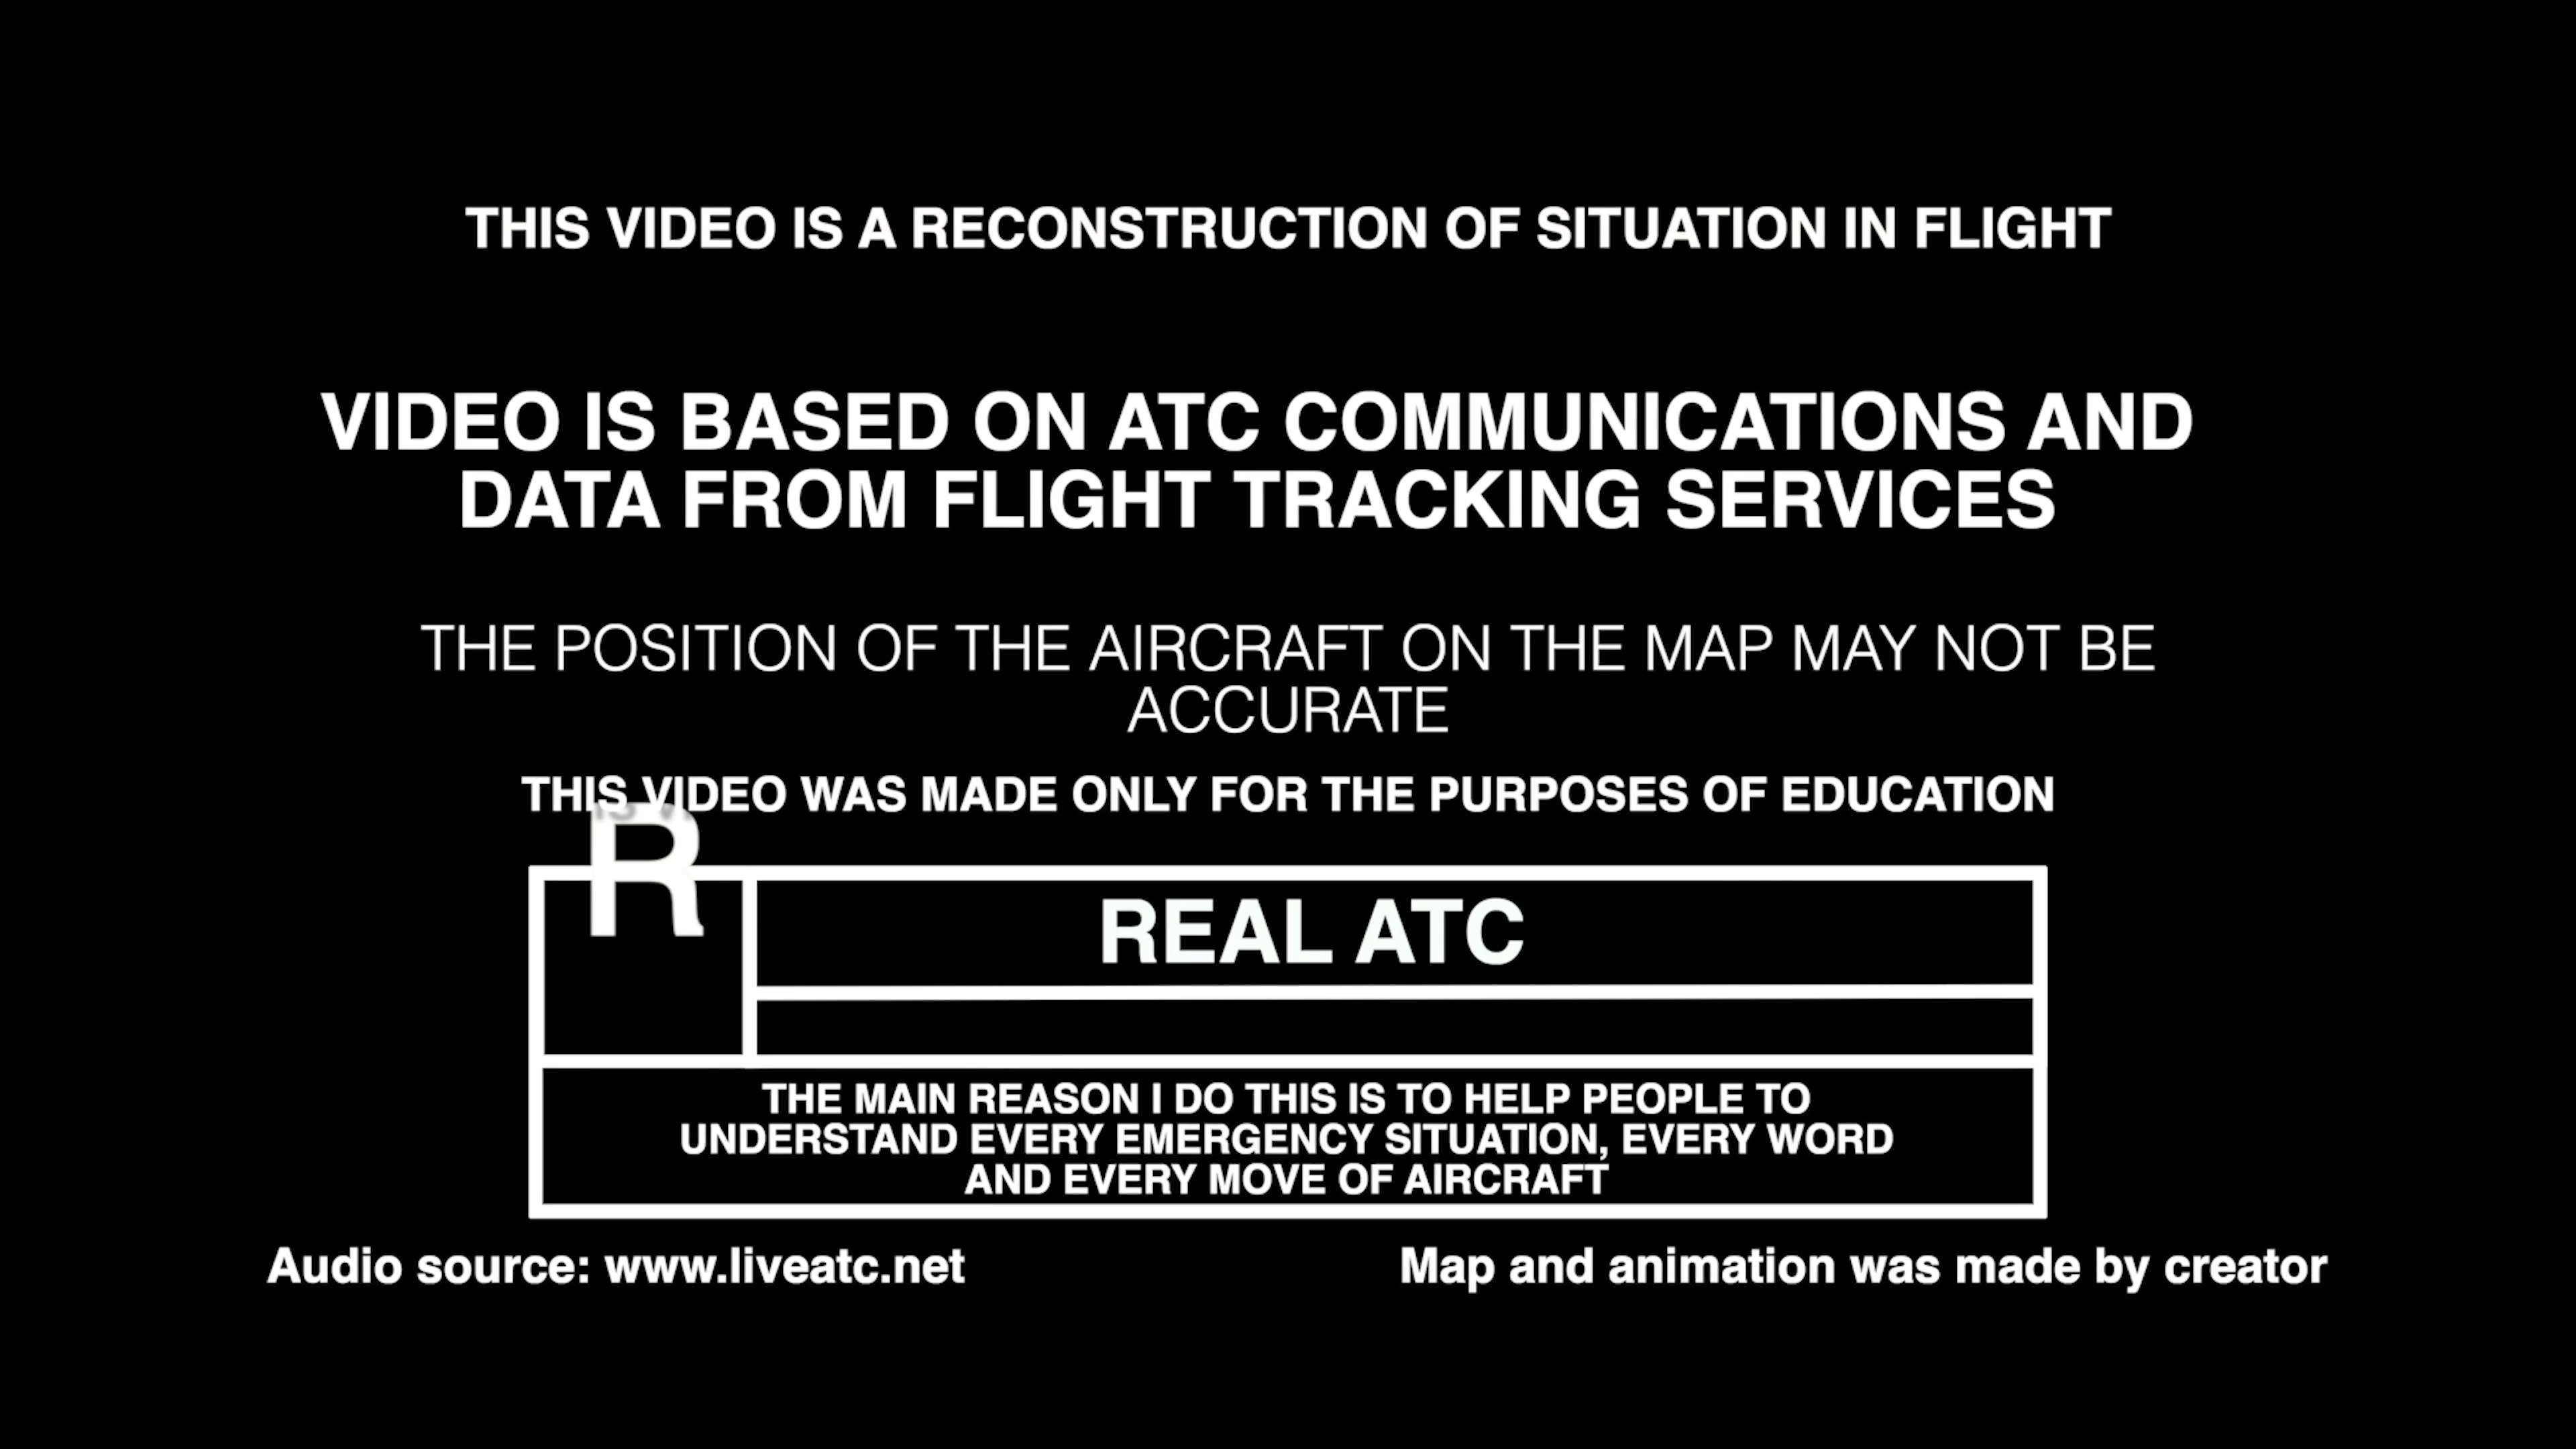 THIS VIDEO IS A RECONSTRUCTION OF SITUATION IN FLIGHT
VIDEO IS BASED ON ATC COMMUNICATIONS AND
DATA FROM FLIGHT TRACKING SERVICES
THE POSITION OF THE AIRCRAFT ON THE MAP MAY NOT BE
ACCURATE
THIS VIDEO WAS MADE ONLY FOR THE PURPOSES OF EDUCATION
R
REAL ATC
THE MAIN REASON I DO THIS IS TO HELP PEOPLE TO
UNDERSTAND EVERY EMERGENCY SITUATION, EVERY WORD
AND EVERY MOVE OF AIRCRAFT
Audio source: www.liveatc.net
Map and animation was made by creator